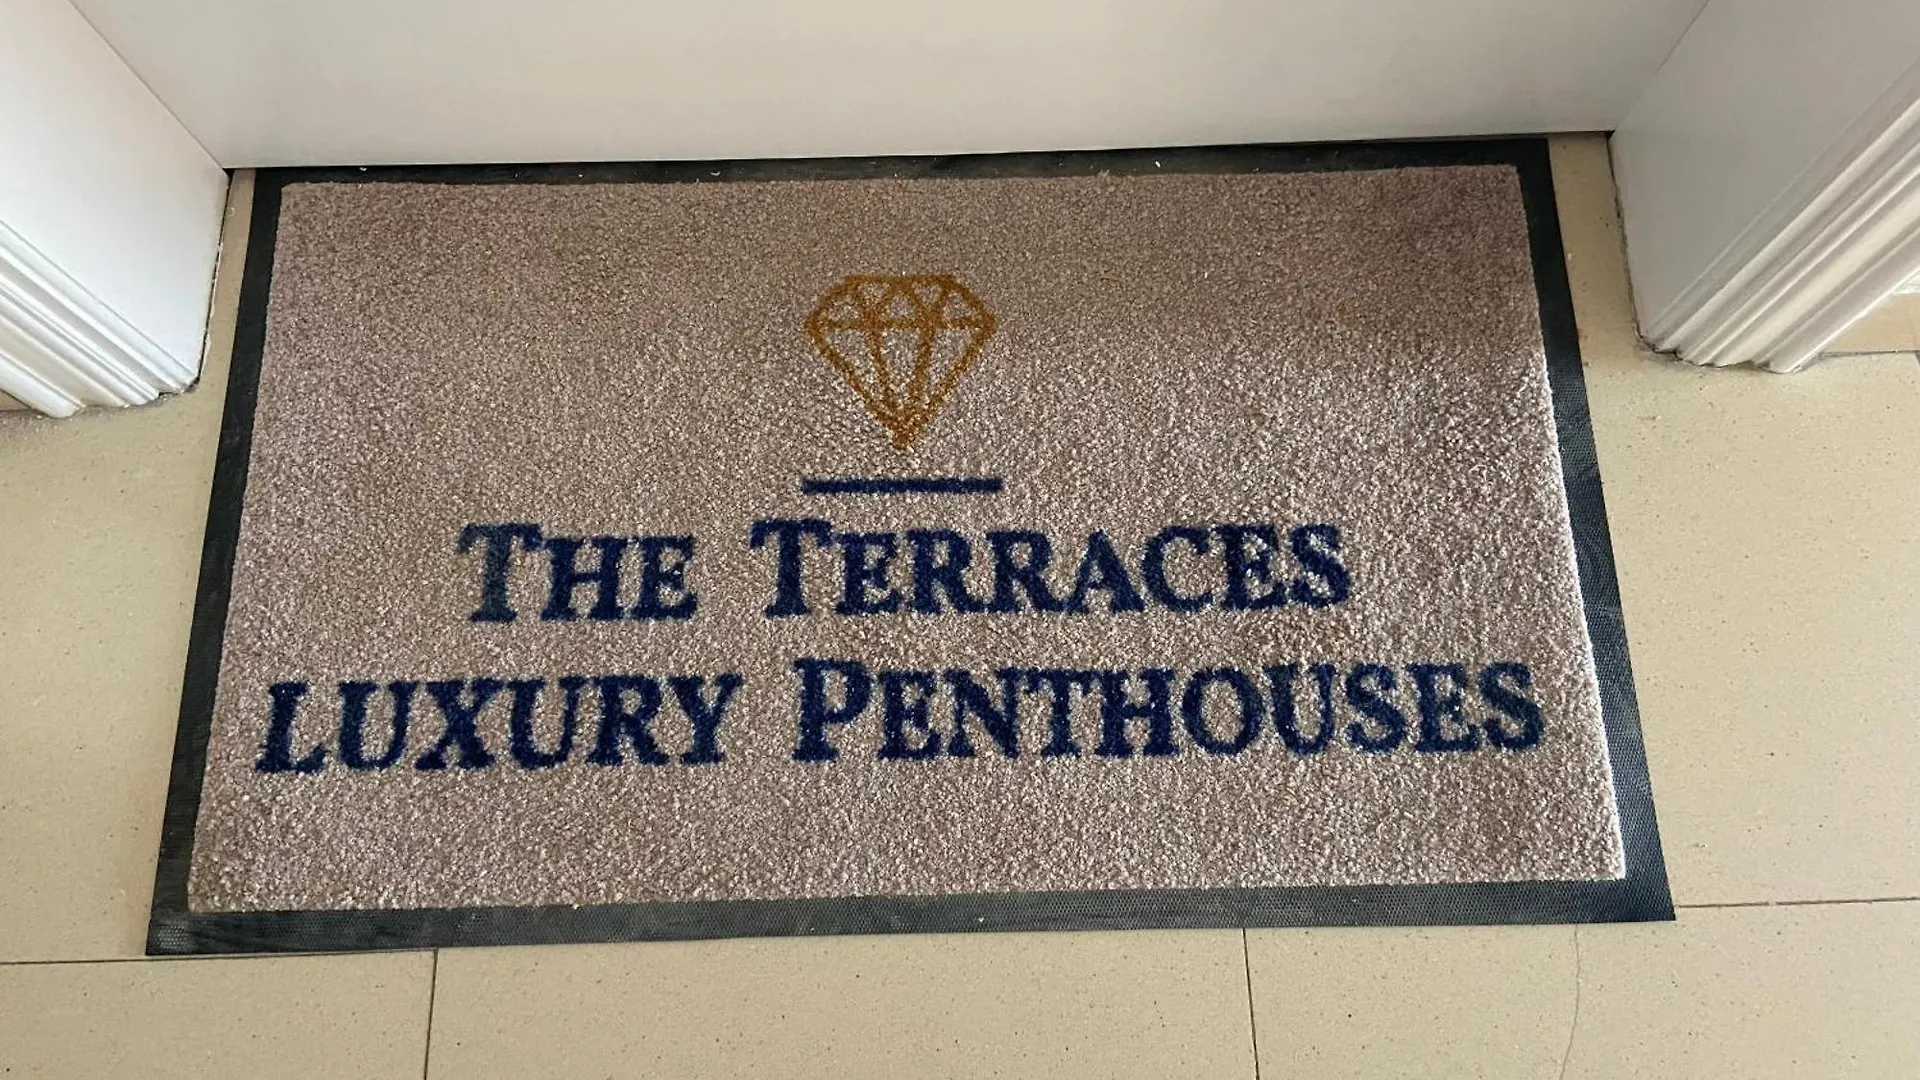 The Terraces
luxury Penthouses